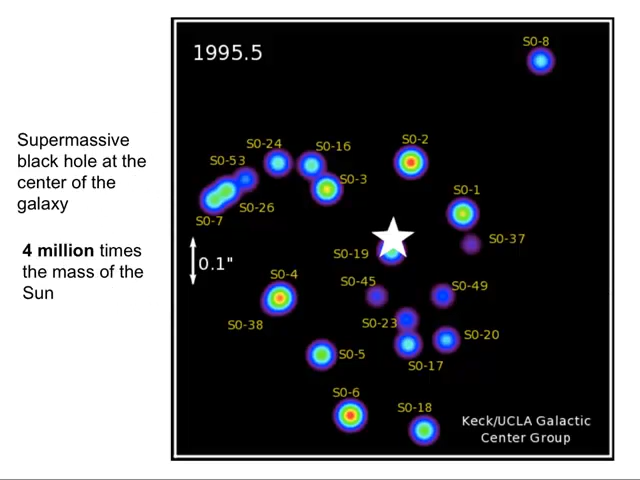 Supermassive
black hole at the
center of the
galaxy
4 million times
the mass of the
Sun
1995.5
S0-8
S0-2
S0-24
S0-16
S0-53
S0-3
S0-26
S0-7
S0-1
S0-37
S0-19
0.1"
S0-4
S0-45
S0-49
S0-38
S0-23
S0-20
S0-5
S0-17
S0-6
S0-18
Keck/UCLA Galactic
Center Group